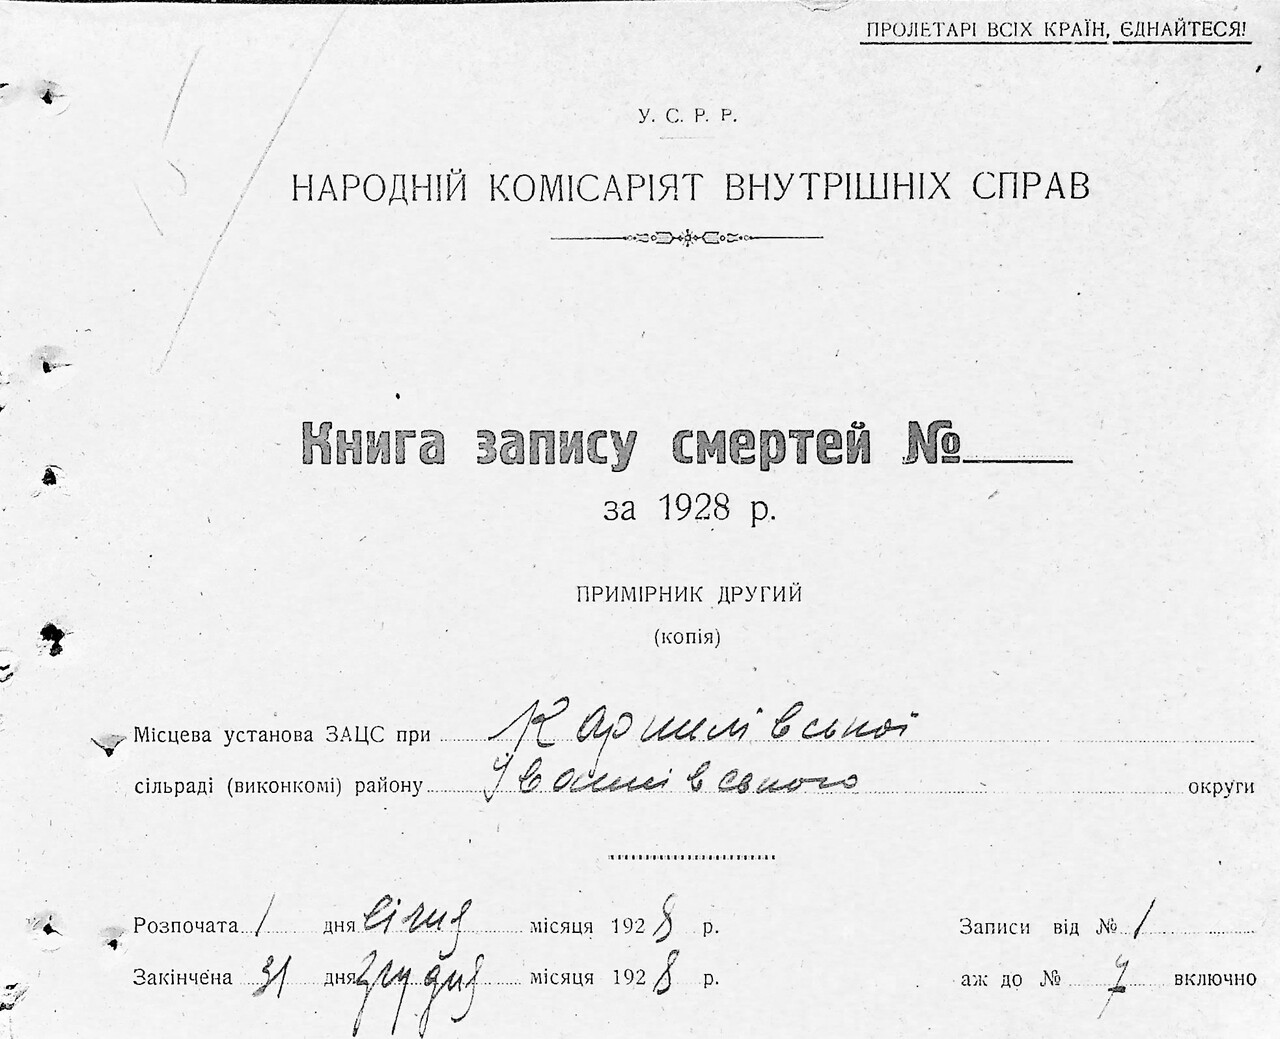 ПРОЛЕТАРІ ВСІХ КРАЇН, ЄДНАЙТЕСЯ!
У. С. Р. Р.
НАРОДНІЙ КОМІСАРІЯТ ВНУТРІШНІХ СПРАВ
Книга запису смертей №
за 1928 р.
ПРИМІРНИК ДРУГИЙ
(копія)
Місцева установа ЗАЦС при
сільраді (виконкомі) району Іванківського округи
Розпочата 1 дня січня місяця 1928 р. Записи від № 1
Закінчена 31 дня грудня місяця 1928 р. аж до № 7 включно